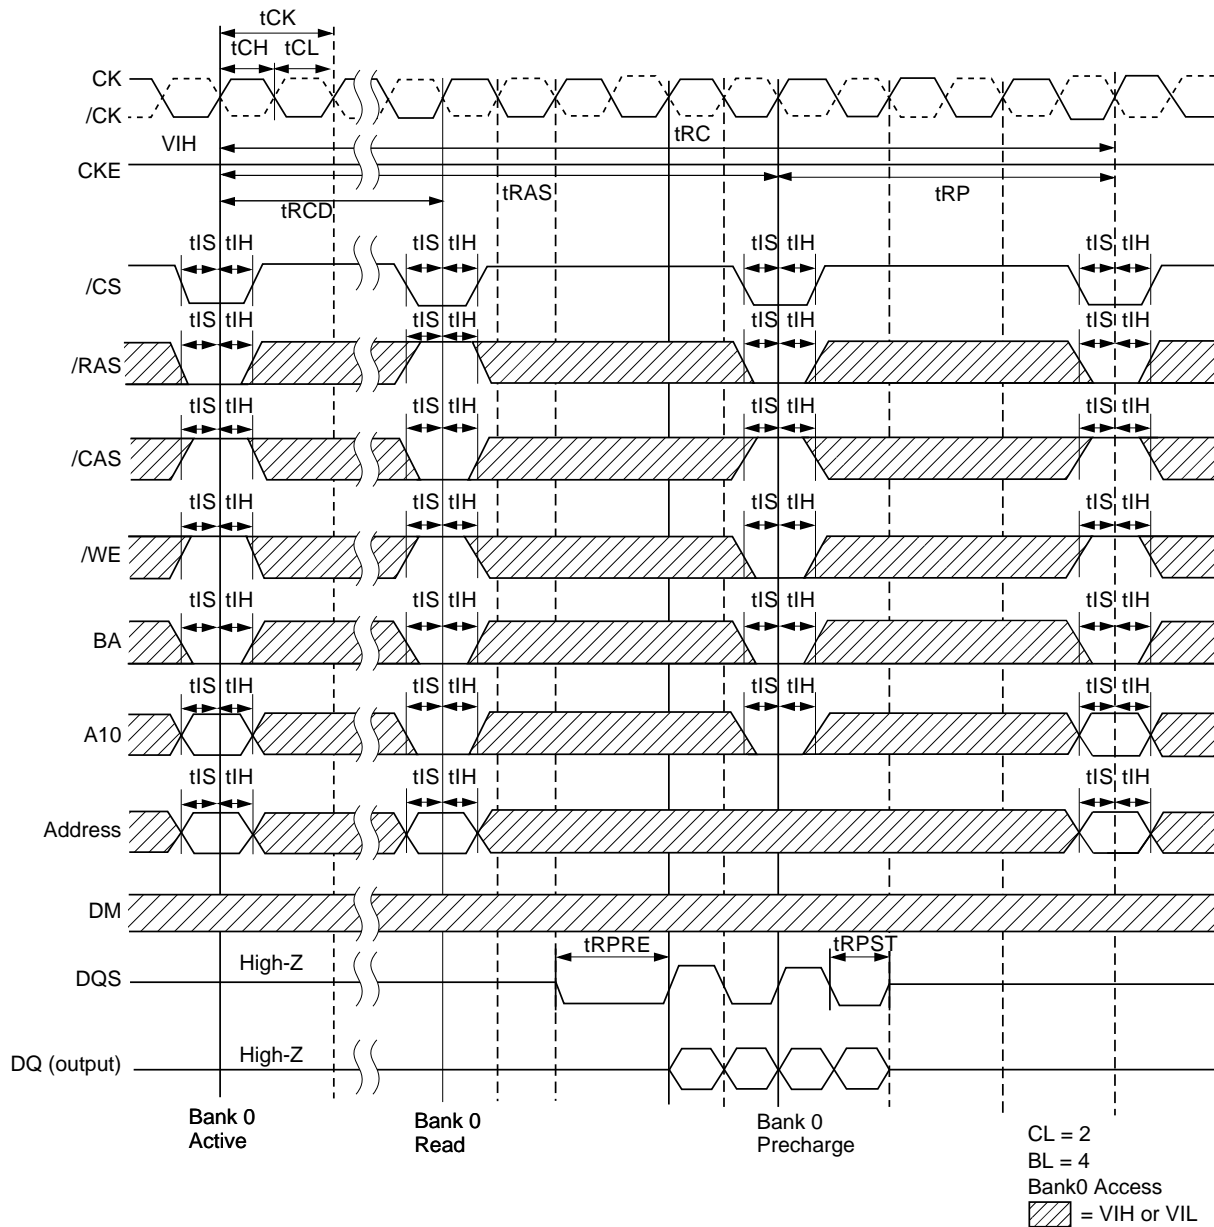 tCK
tCH tCL
CK
/CK
VIH
tRC
CKE
tRAS
tRP
tRCD
tIS tIH tIS tIH tIS tIH tIS tIH
/CS
tIS tIH tIS tIH tIS tIH tIS tIH
/RAS
tIS tIH tIS tIH tIS tIH tIS tIH
/CAS
tIS tIH tIS tIH tIS tIH tIS tIH
/WE
tIS tIH tIS tIH tIS tIH tIS tIH
BA
tIS tIH tIS tIH tIS tIH tIS tIH
A10
tIS tIH tIS tIH tIS tIH
Address
DM
tRPRE tRPST
High-Z
DQS
High-Z
DQ (output)
Bank 0
Active
Bank 0
Read
Bank 0
Precharge
CL = 2
BL = 4
Bank0 Access
= VIH or VIL